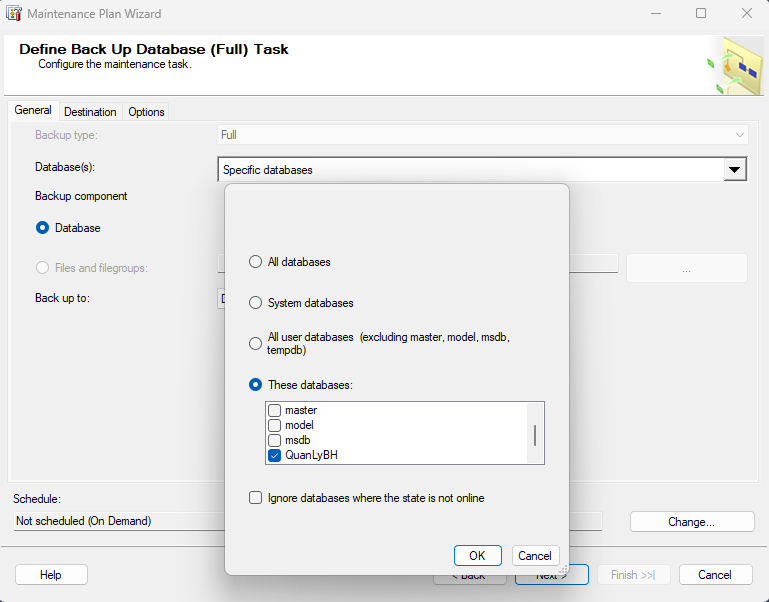 Maintenance Plan Wizard
Define Back Up Database (Full) Task
Configure the maintenance task.
General Destination Options
Backup type: Full
Database(s): Specific databases
Backup component
Database
Files and filegroups:
...
Back up to:
All databases
System databases
All user databases (excluding master, model, msdb,
tempdb)
These databases:
master
model
msdb
QuanLyBH
Ignore databases where the state is not online
OK Cancel
Schedule:
Not scheduled (On Demand) Change...
Help < Back Next > Finish >>| Cancel